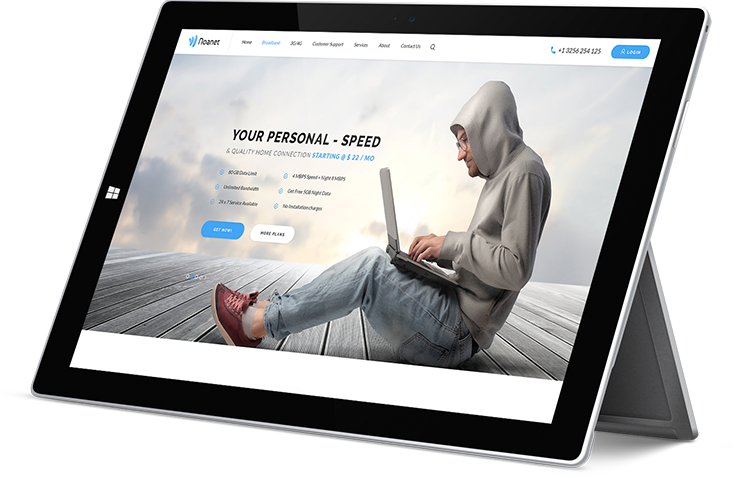 Noanet
Home Broadband 3G/4G Customer Support Services About Contact Us
+1 3256 254 125
LOGIN
YOUR PERSONAL - SPEED
& QUALITY HOME CONNECTION STARTING @ $ 22 / MO
80 GB Data Limit 4 MBPS Speed + Night 8 MBPS
Unlimited Bandwidth Get Free 5GB Night Data
24 x 7 Service Available No Installation charges
GET NOW! MORE PLANS